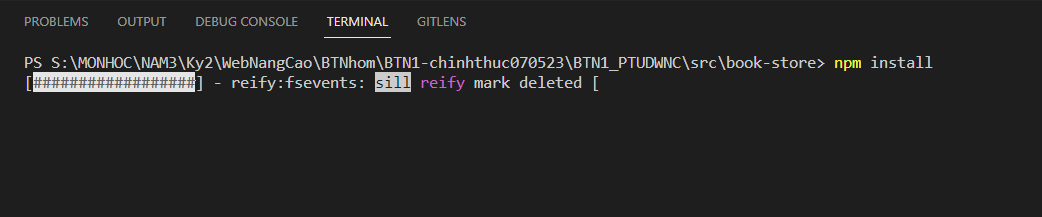 PROBLEMS OUTPUT DEBUG CONSOLE TERMINAL GITLENS
PS S:\MONHOC\NAM3\Ky2\WebNangCao\BTNhom\BTN1-chinhthuc070523\BTN1_PTUDWNC\src\book-store> npm install
[##################] - reify:fsevents: sill reify mark deleted [